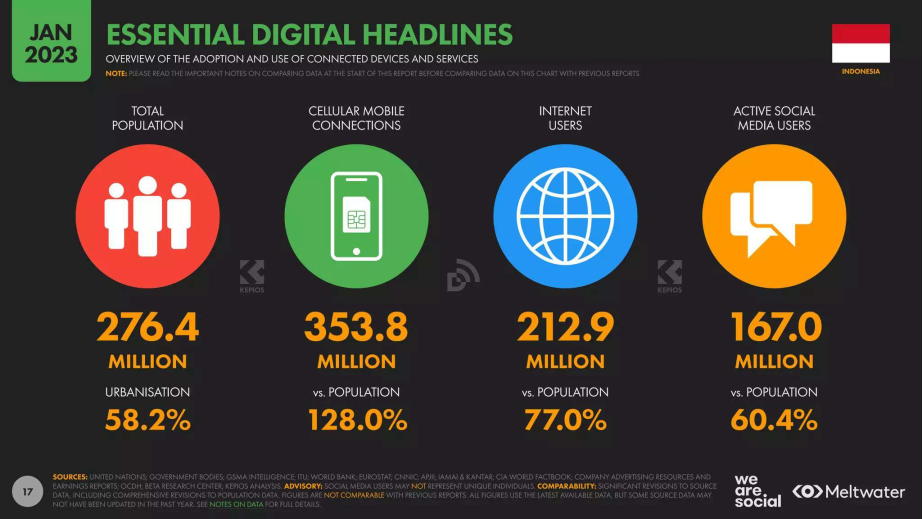 JAN
2023
ESSENTIAL DIGITAL HEADLINES
OVERVIEW OF THE ADOPTION AND USE OF CONNECTED DEVICES AND SERVICES
NOTE: PLEASE READ THE IMPORTANT NOTES ON COMPARING DATA AT THE START OF THIS REPORT BEFORE COMPARING DATA ON THIS CHART WITH PREVIOUS REPORTS
INDONESIA
TOTAL
POPULATION
CELLULAR MOBILE
CONNECTIONS
INTERNET
USERS
ACTIVE SOCIAL
MEDIA USERS
KEPIOS
KEPIOS
276.4
MILLION
URBANISATION
58.2%
353.8
MILLION
vs. POPULATION
128.0%
212.9
MILLION
vs. POPULATION
77.0%
167.0
MILLION
vs. POPULATION
60.4%
17
SOURCES: UNITED NATIONS; GOVERNMENT BODIES; GSMA INTELLIGENCE; ITU; WORLD BANK; EUROSTAT; CNNIC; APJII; IAMAI & KANTAR; CIA WORLD FACTBOOK; COMPANY ADVERTISING RESOURCES AND
EARNINGS REPORTS; OCDH; BETA RESEARCH CENTER; KEPIOS ANALYSIS. ADVISORY: SOCIAL MEDIA USERS MAY NOT REPRESENT UNIQUE INDIVIDUALS. COMPARABILITY: SIGNIFICANT REVISIONS TO SOURCE
DATA, INCLUDING COMPREHENSIVE REVISIONS TO POPULATION DATA. FIGURES ARE NOT COMPARABLE WITH PREVIOUS REPORTS. ALL FIGURES USE THE LATEST AVAILABLE DATA, BUT SOME SOURCE DATA MAY
NOT HAVE BEEN UPDATED IN THE PAST YEAR. SEE NOTES ON DATA FOR FULL DETAILS.
we
are
social
Meltwater